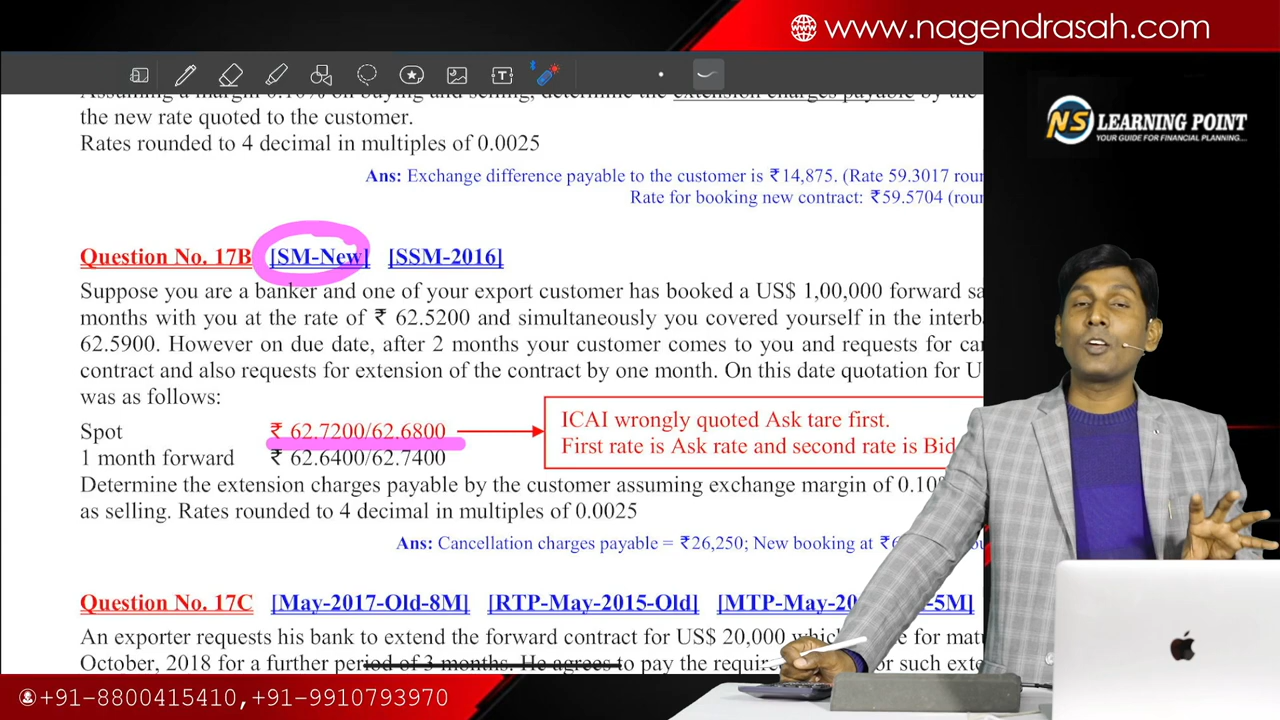 www.nagendrasah.com
NS LEARNING POINT
YOUR GUIDE FOR FINANCIAL PLANNING...
the new rate quoted to the customer.
Rates rounded to 4 decimal in multiples of 0.0025
Ans: Exchange difference payable to the customer is ₹14,875. (Rate 59.3017
Rate for booking new contract: ₹59.5704
Question No. 17B [SM-New] [SSM-2016]
Suppose you are a banker and one of your export customer has booked a US$ 1,00,000 forward
months with you at the rate of ₹ 62.5200 and simultaneously you covered yourself in the
62.5900. However on due date, after 2 months your customer comes to you and requests for
contract and also requests for extension of the contract by one month. On this date quotation for
was as follows:
Spot ₹ 62.7200/62.6800
1 month forward ₹ 62.6400/62.7400
ICAI wrongly quoted Ask tare first.
First rate is Ask rate and second rate is Bid
Determine the extension charges payable by the customer assuming exchange margin of
as selling. Rates rounded to 4 decimal in multiples of 0.0025
Ans: Cancellation charges payable = ₹26,250; New booking at
Question No. 17C [May-2017-Old-8M] [RTP-May-2015-Old]
An exporter requests his bank to extend the forward contract for US$ 20,000
October, 2018 for a further period of 3 months. He agrees to pay the
+91-8800415410,+91-9910793970